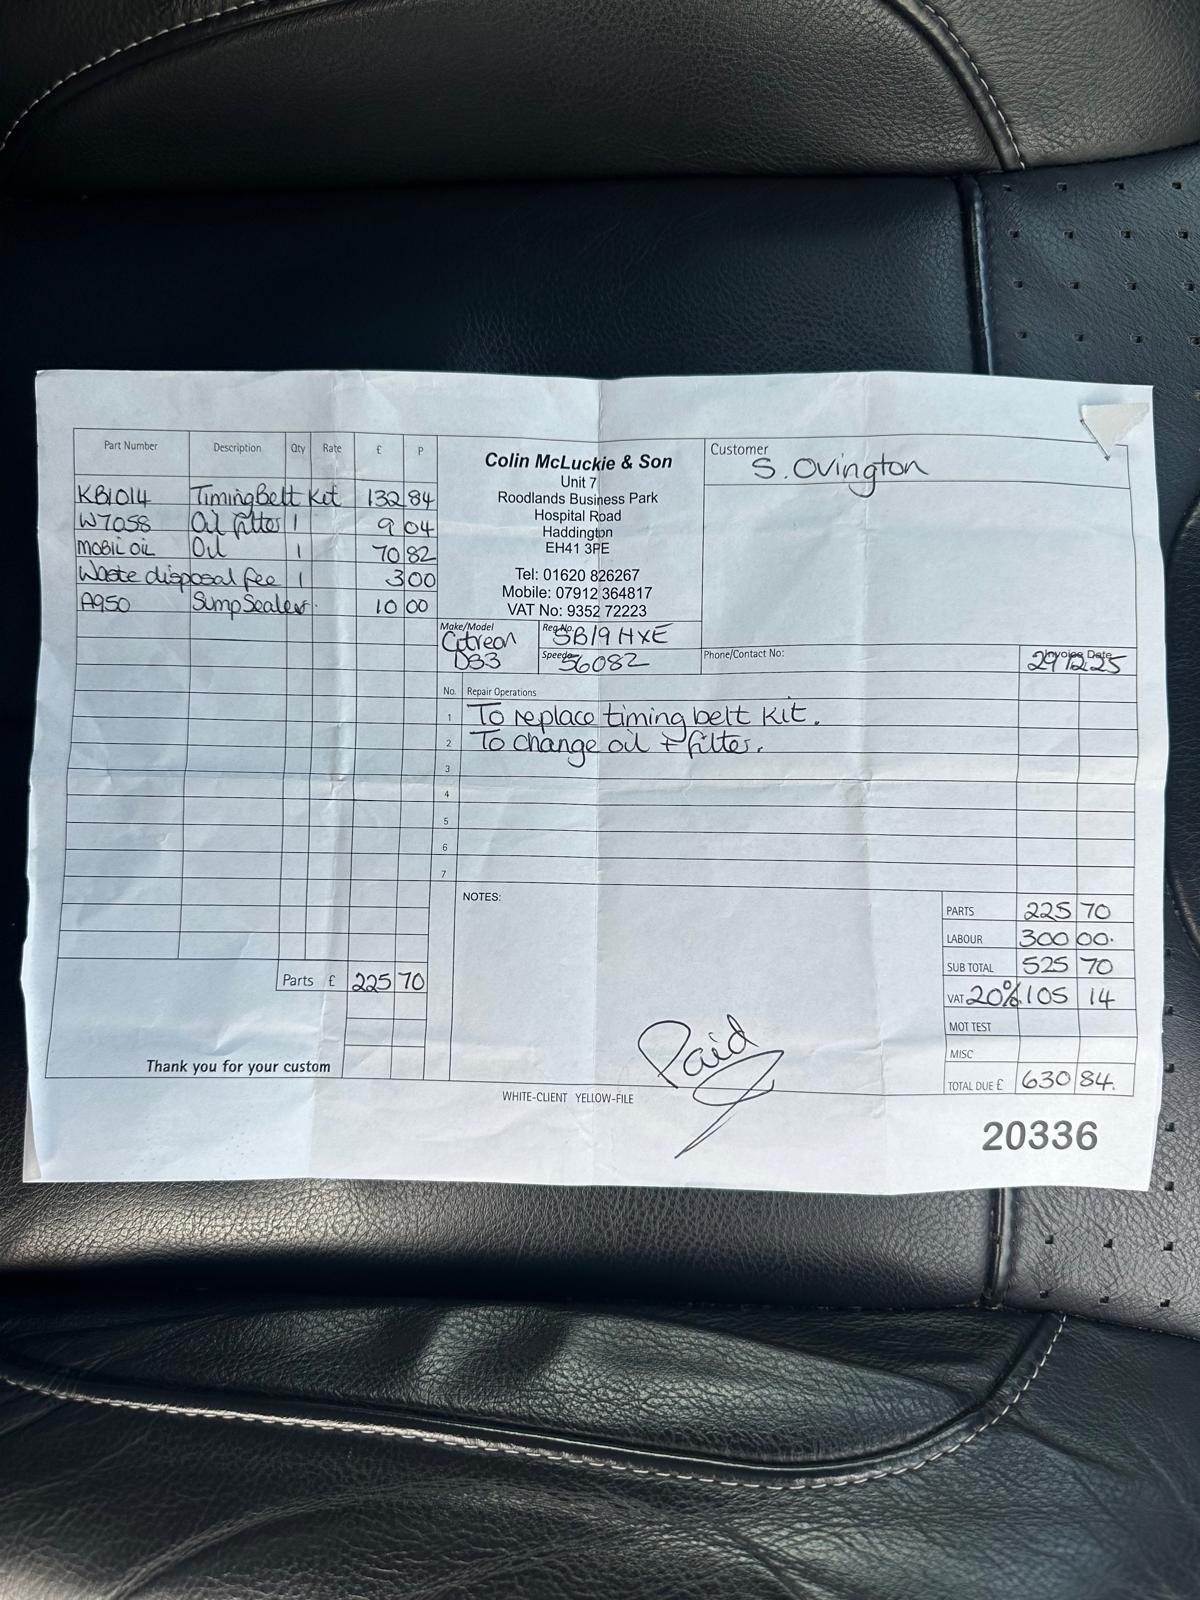 Part Number Description Qty Rate £ P
KB1014 Timing Belt Kit 132 84
W7058 Oil filter 1 9 04
MOBIL OIL Oil 1 70 82
Waste disposal fee 1 3 00
A950 Sump Sealer 10 00
Parts £ 225 70
Thank you for your custom
Colin McLuckie & Son
Unit 7
Roodlands Business Park
Hospital Road
Haddington
EH41 3PE
Tel: 01620 826267
Mobile: 07912 364817
VAT No: 9352 72223
Customer
S. Ovington
Make/Model
Citreon
DS3
Reg No.
SB19 HXE
Speedo
56082
Phone/Contact No:
Invoice Date
29/12/25
No. Repair Operations
1 To replace timing belt kit.
2 To change oil + filter.
3
4
5
6
7
NOTES:
Paid
PARTS 225 70
LABOUR 300 00.
SUB TOTAL 525 70
VAT 20% 105 14
MOT TEST
MISC
TOTAL DUE £ 630 84.
WHITE-CLIENT YELLOW-FILE
20336